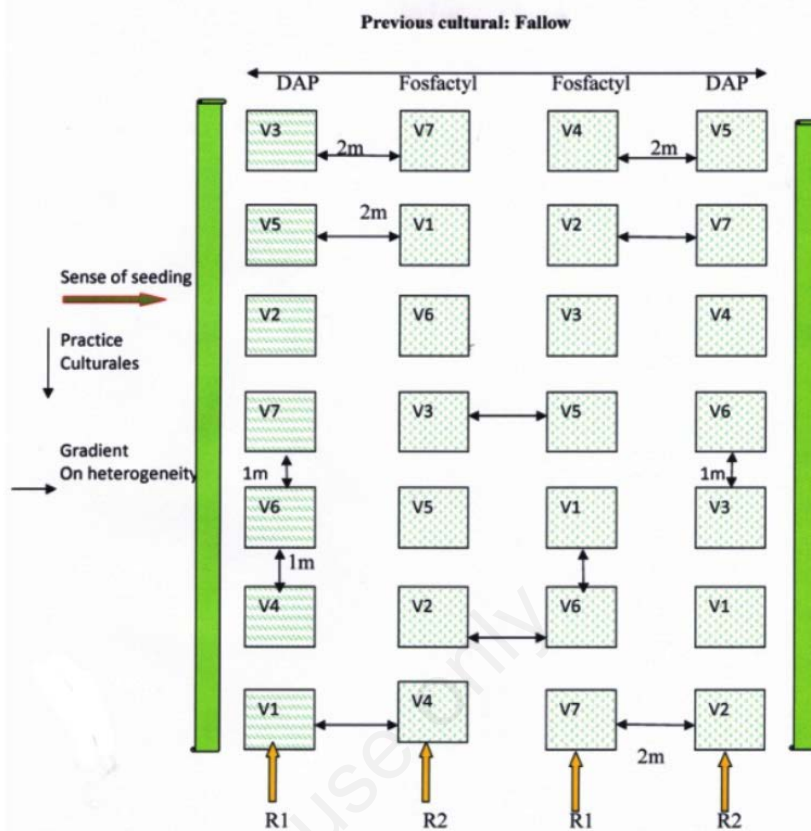 Previous cultural: Fallow
DAP Fosfactyl Fosfactyl DAP
V3 2m V7 V4 2m V5
2m
V5 V1 V2 V7
Sense of seeding
V2 V6 V3 V4
Practice
Culturales
V7 V3 V5 V6
Gradient
On heterogeneity
1m 1m
V6 V5 V1 V3
1m
V4 V2 V6 V1
V1 V4 V7 V2
2m
R1 R2 R1 R2
use only